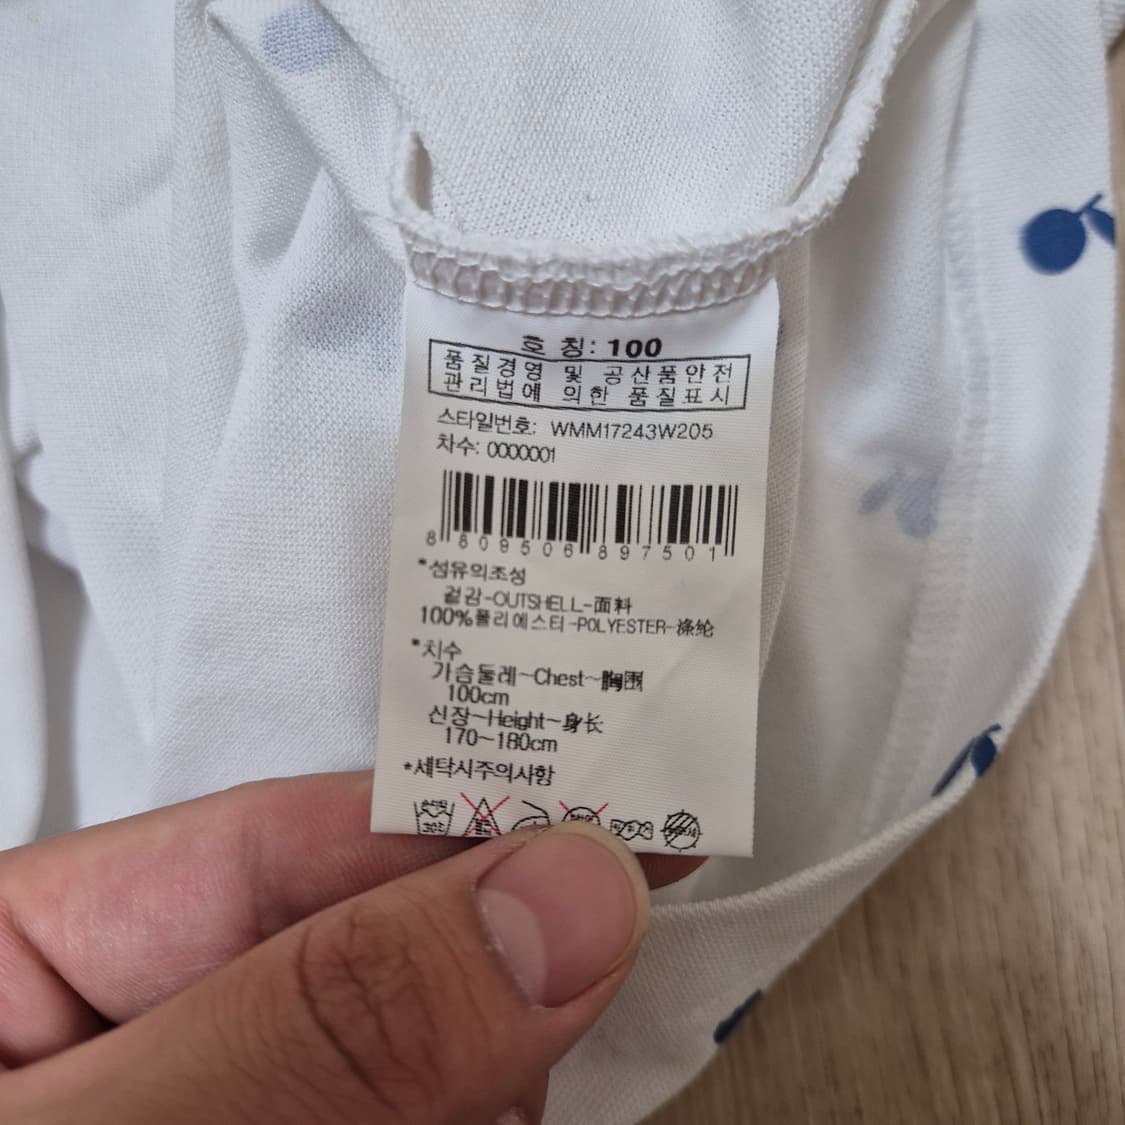 호 칭: 100
품질경영 및 공산품안전
관리법에 의한 품질표시
스타일번호: WMM17243W205
차수: 0000001
8 809506 897501
*섬유의조성
겉감-OUTSHELL-面料
100%폴리에스터-POLYESTER-涤纶
*치수
가슴둘레~Chest~胸围
100cm
신장~Height~身长
170~180cm
*세탁시주의사항